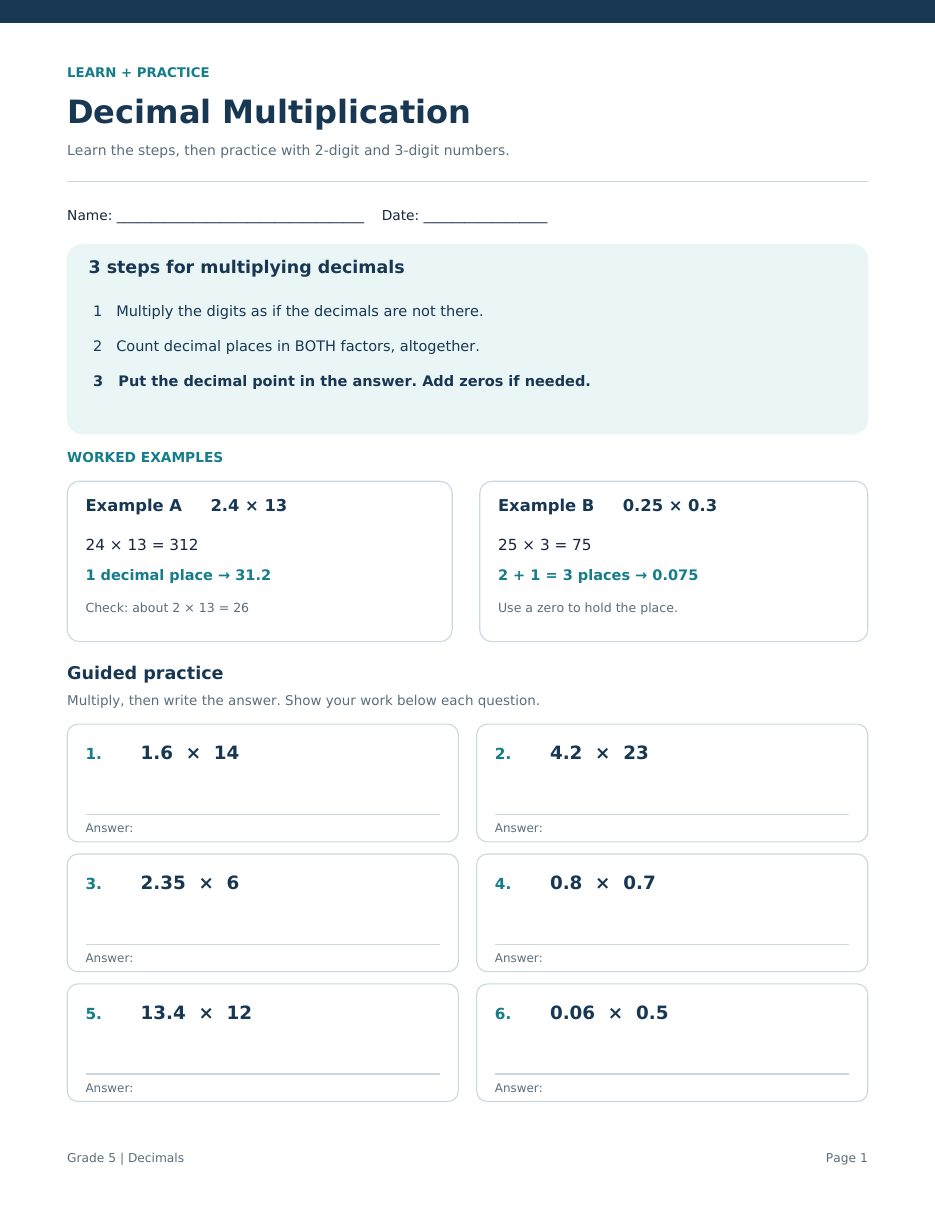 LEARN + PRACTICE
Decimal Multiplication
Learn the steps, then practice with 2-digit and 3-digit numbers.
Name: ________________________________ Date: ________________
3 steps for multiplying decimals
1 Multiply the digits as if the decimals are not there.
2 Count decimal places in BOTH factors, altogether.
3 Put the decimal point in the answer. Add zeros if needed.
WORKED EXAMPLES
Example A 2.4 × 13
24 × 13 = 312
1 decimal place → 31.2
Check: about 2 × 13 = 26
Example B 0.25 × 0.3
25 × 3 = 75
2 + 1 = 3 places → 0.075
Use a zero to hold the place.
Guided practice
Multiply, then write the answer. Show your work below each question.
1. 1.6 × 14
Answer:
2. 4.2 × 23
Answer:
3. 2.35 × 6
Answer:
4. 0.8 × 0.7
Answer:
5. 13.4 × 12
Answer:
6. 0.06 × 0.5
Answer:
Grade 5 | Decimals
Page 1